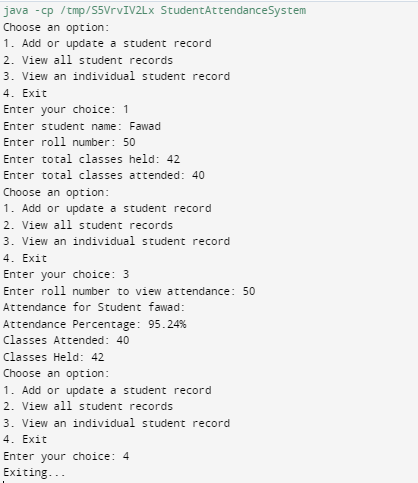 java -cp /tmp/S5VrvIV2Lx StudentAttendanceSystem
Choose an option:
1. Add or update a student record
2. View all student records
3. View an individual student record
4. Exit
Enter your choice: 1
Enter student name: Fawad
Enter roll number: 50
Enter total classes held: 42
Enter total classes attended: 40
Choose an option:
1. Add or update a student record
2. View all student records
3. View an individual student record
4. Exit
Enter your choice: 3
Enter roll number to view attendance: 50
Attendance for Student fawad:
Attendance Percentage: 95.24%
Classes Attended: 40
Classes Held: 42
Choose an option:
1. Add or update a student record
2. View all student records
3. View an individual student record
4. Exit
Enter your choice: 4
Exiting...